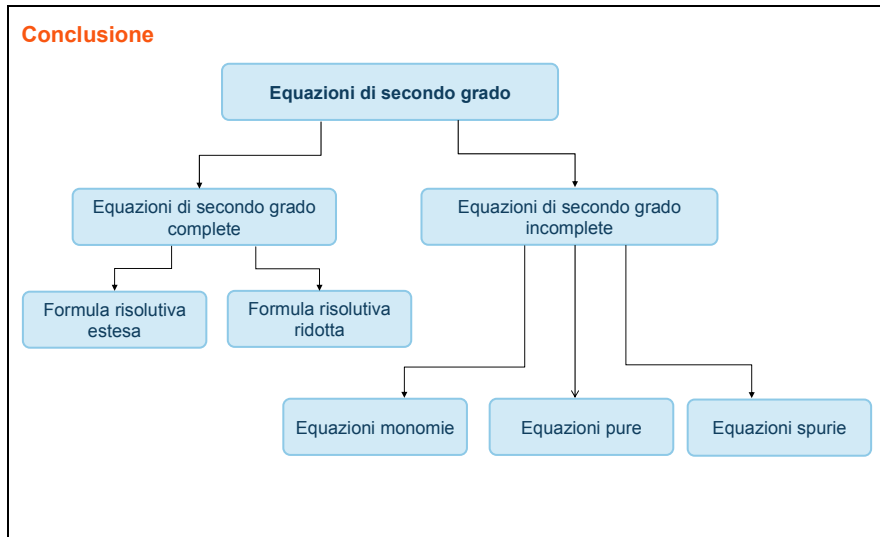 Conclusione
Equazioni di secondo grado
Equazioni di secondo grado
complete
Equazioni di secondo grado
incomplete
Formula risolutiva
estesa
Formula risolutiva
ridotta
Equazioni monomie
Equazioni pure
Equazioni spurie